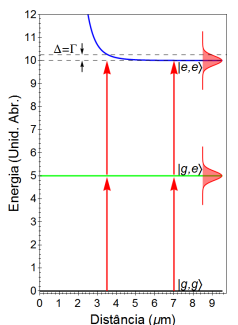 12
11
10
9
8
7
6
5
4
3
2
1
0
Energia (Unid. Abr.)
Δ=Γ
|e,e⟩
|g,e⟩
|g,g⟩
0 1 2 3 4 5 6 7 8 9
Distância (μm)